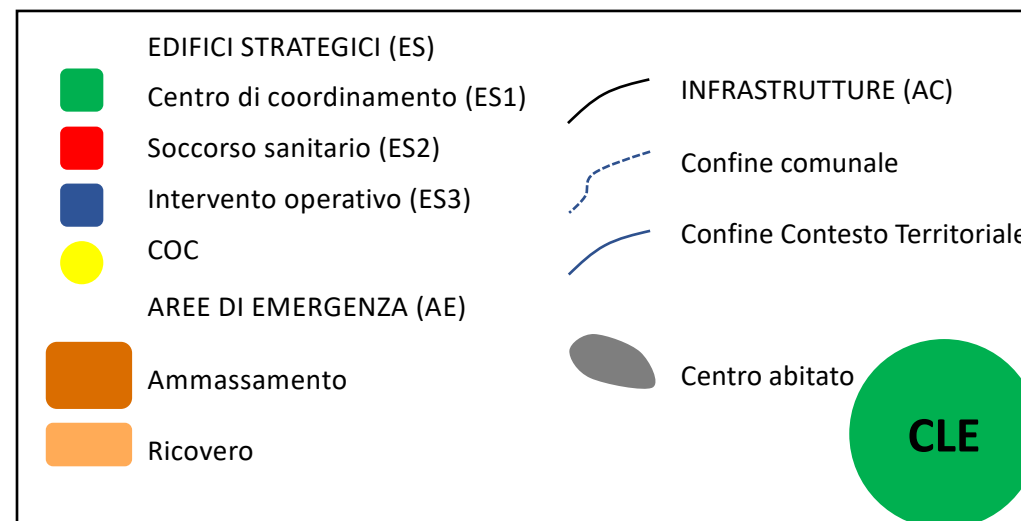 EDIFICI STRATEGICI (ES)
Centro di coordinamento (ES1)
Soccorso sanitario (ES2)
Intervento operativo (ES3)
COC
AREE DI EMERGENZA (AE)
Ammassamento
Ricovero
INFRASTRUTTURE (AC)
Confine comunale
Confine Contesto Territoriale
Centro abitato
CLE